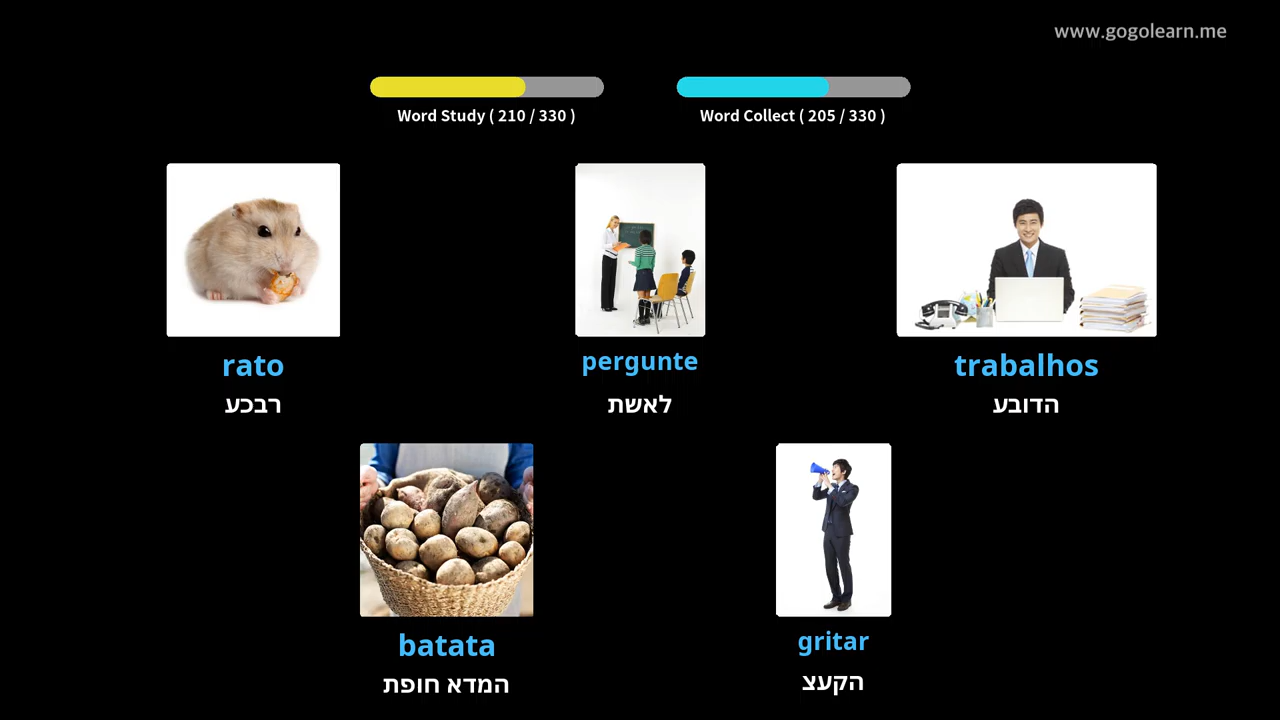 www.gogolearn.me
Word Study ( 210 / 330 )
Word Collect ( 205 / 330 )
rato
רבכע
pergunte
לאשת
trabalhos
הדובע
batata
המדא חופת
gritar
הקעצ